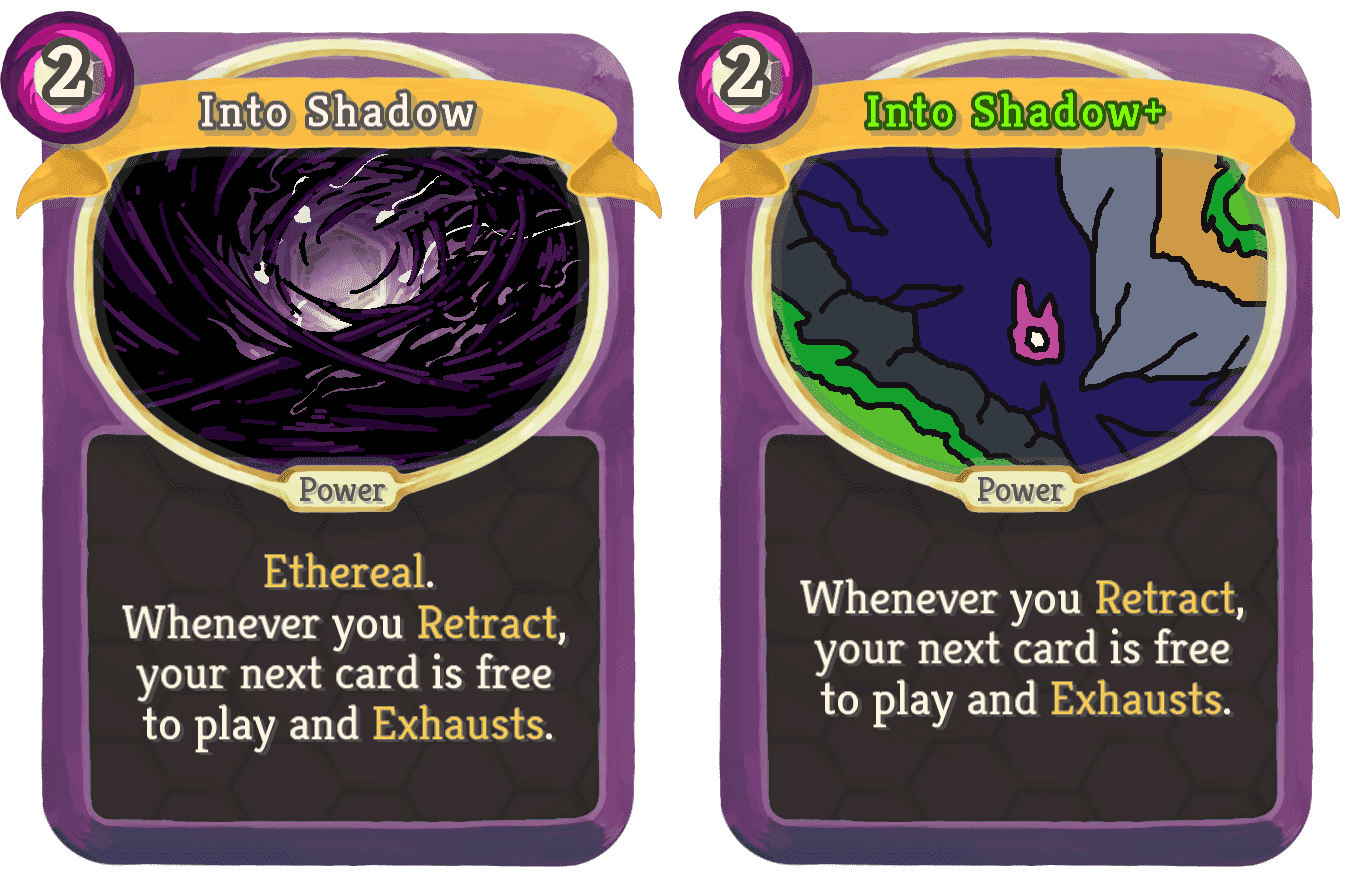 2
Into Shadow
Power
Ethereal.
Whenever you Retract,
your next card is free
to play and Exhausts.
2
Into Shadow+
Power
Whenever you Retract,
your next card is free
to play and Exhausts.